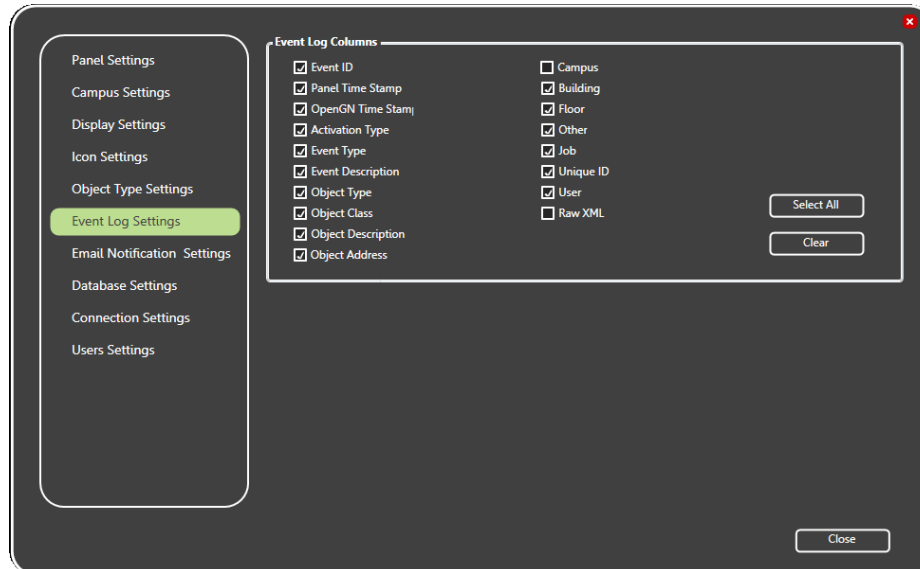 Panel Settings
Campus Settings
Display Settings
Icon Settings
Object Type Settings
Event Log Settings
Email Notification  Settings
Database Settings
Connection Settings
Users Settings
Event Log Columns
Event ID
Panel Time Stamp
OpenGN Time Stamp
Activation Type
Event Type
Event Description
Object Type
Object Class
Object Description
Object Address
Campus
Building
Floor
Other
Job
Unique ID
User
Raw XML
Select All
Clear
Close